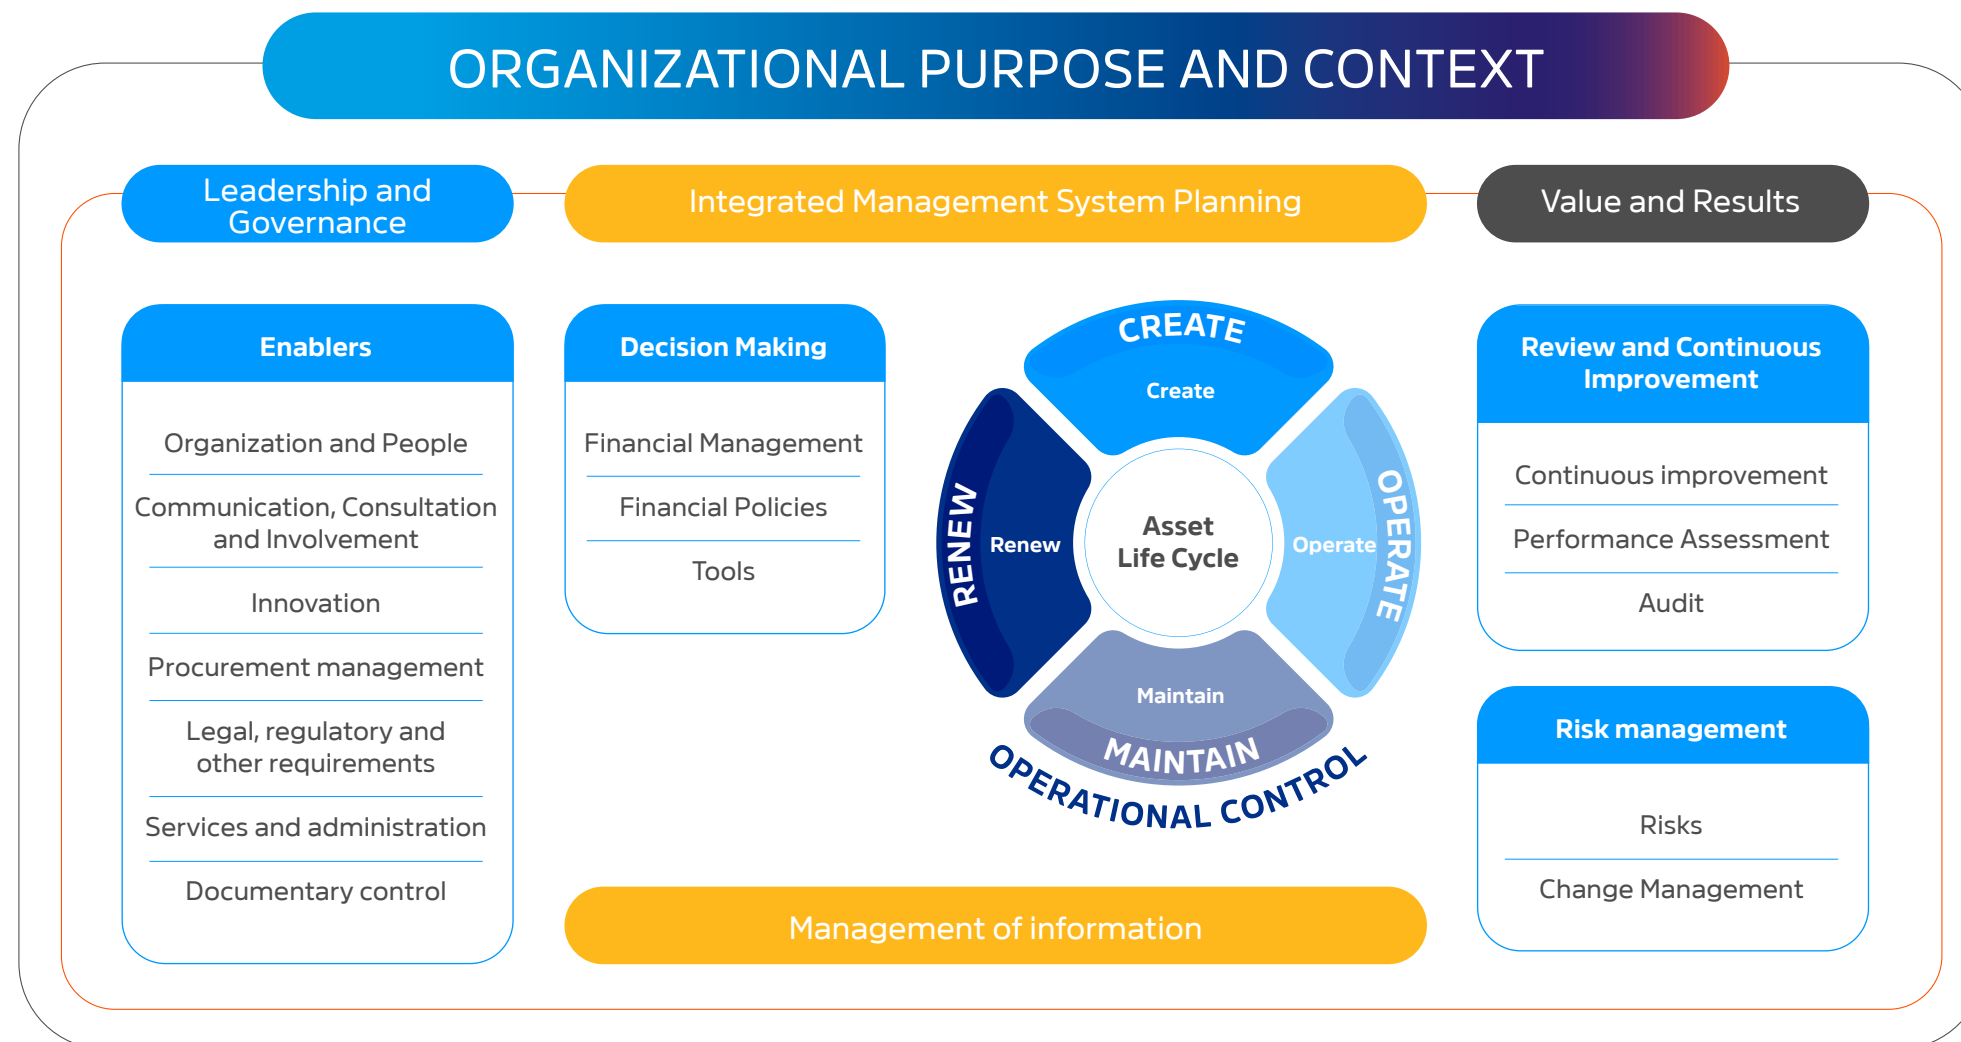 ORGANIZATIONAL PURPOSE AND CONTEXT
Leadership and
Governance
Integrated Management System Planning
Value and Results
Enablers
Organization and People
Communication, Consultation
and Involvement
Innovation
Procurement management
Legal, regulatory and
other requirements
Services and administration
Documentary control
Decision Making
Financial Management
Financial Policies
Tools
CREATE
Create
OPERATE
Operate
MAINTAIN
Maintain
RENEW
Renew
Asset
Life Cycle
OPERATIONAL CONTROL
Management of information
Review and Continuous
Improvement
Continuous improvement
Performance Assessment
Audit
Risk management
Risks
Change Management